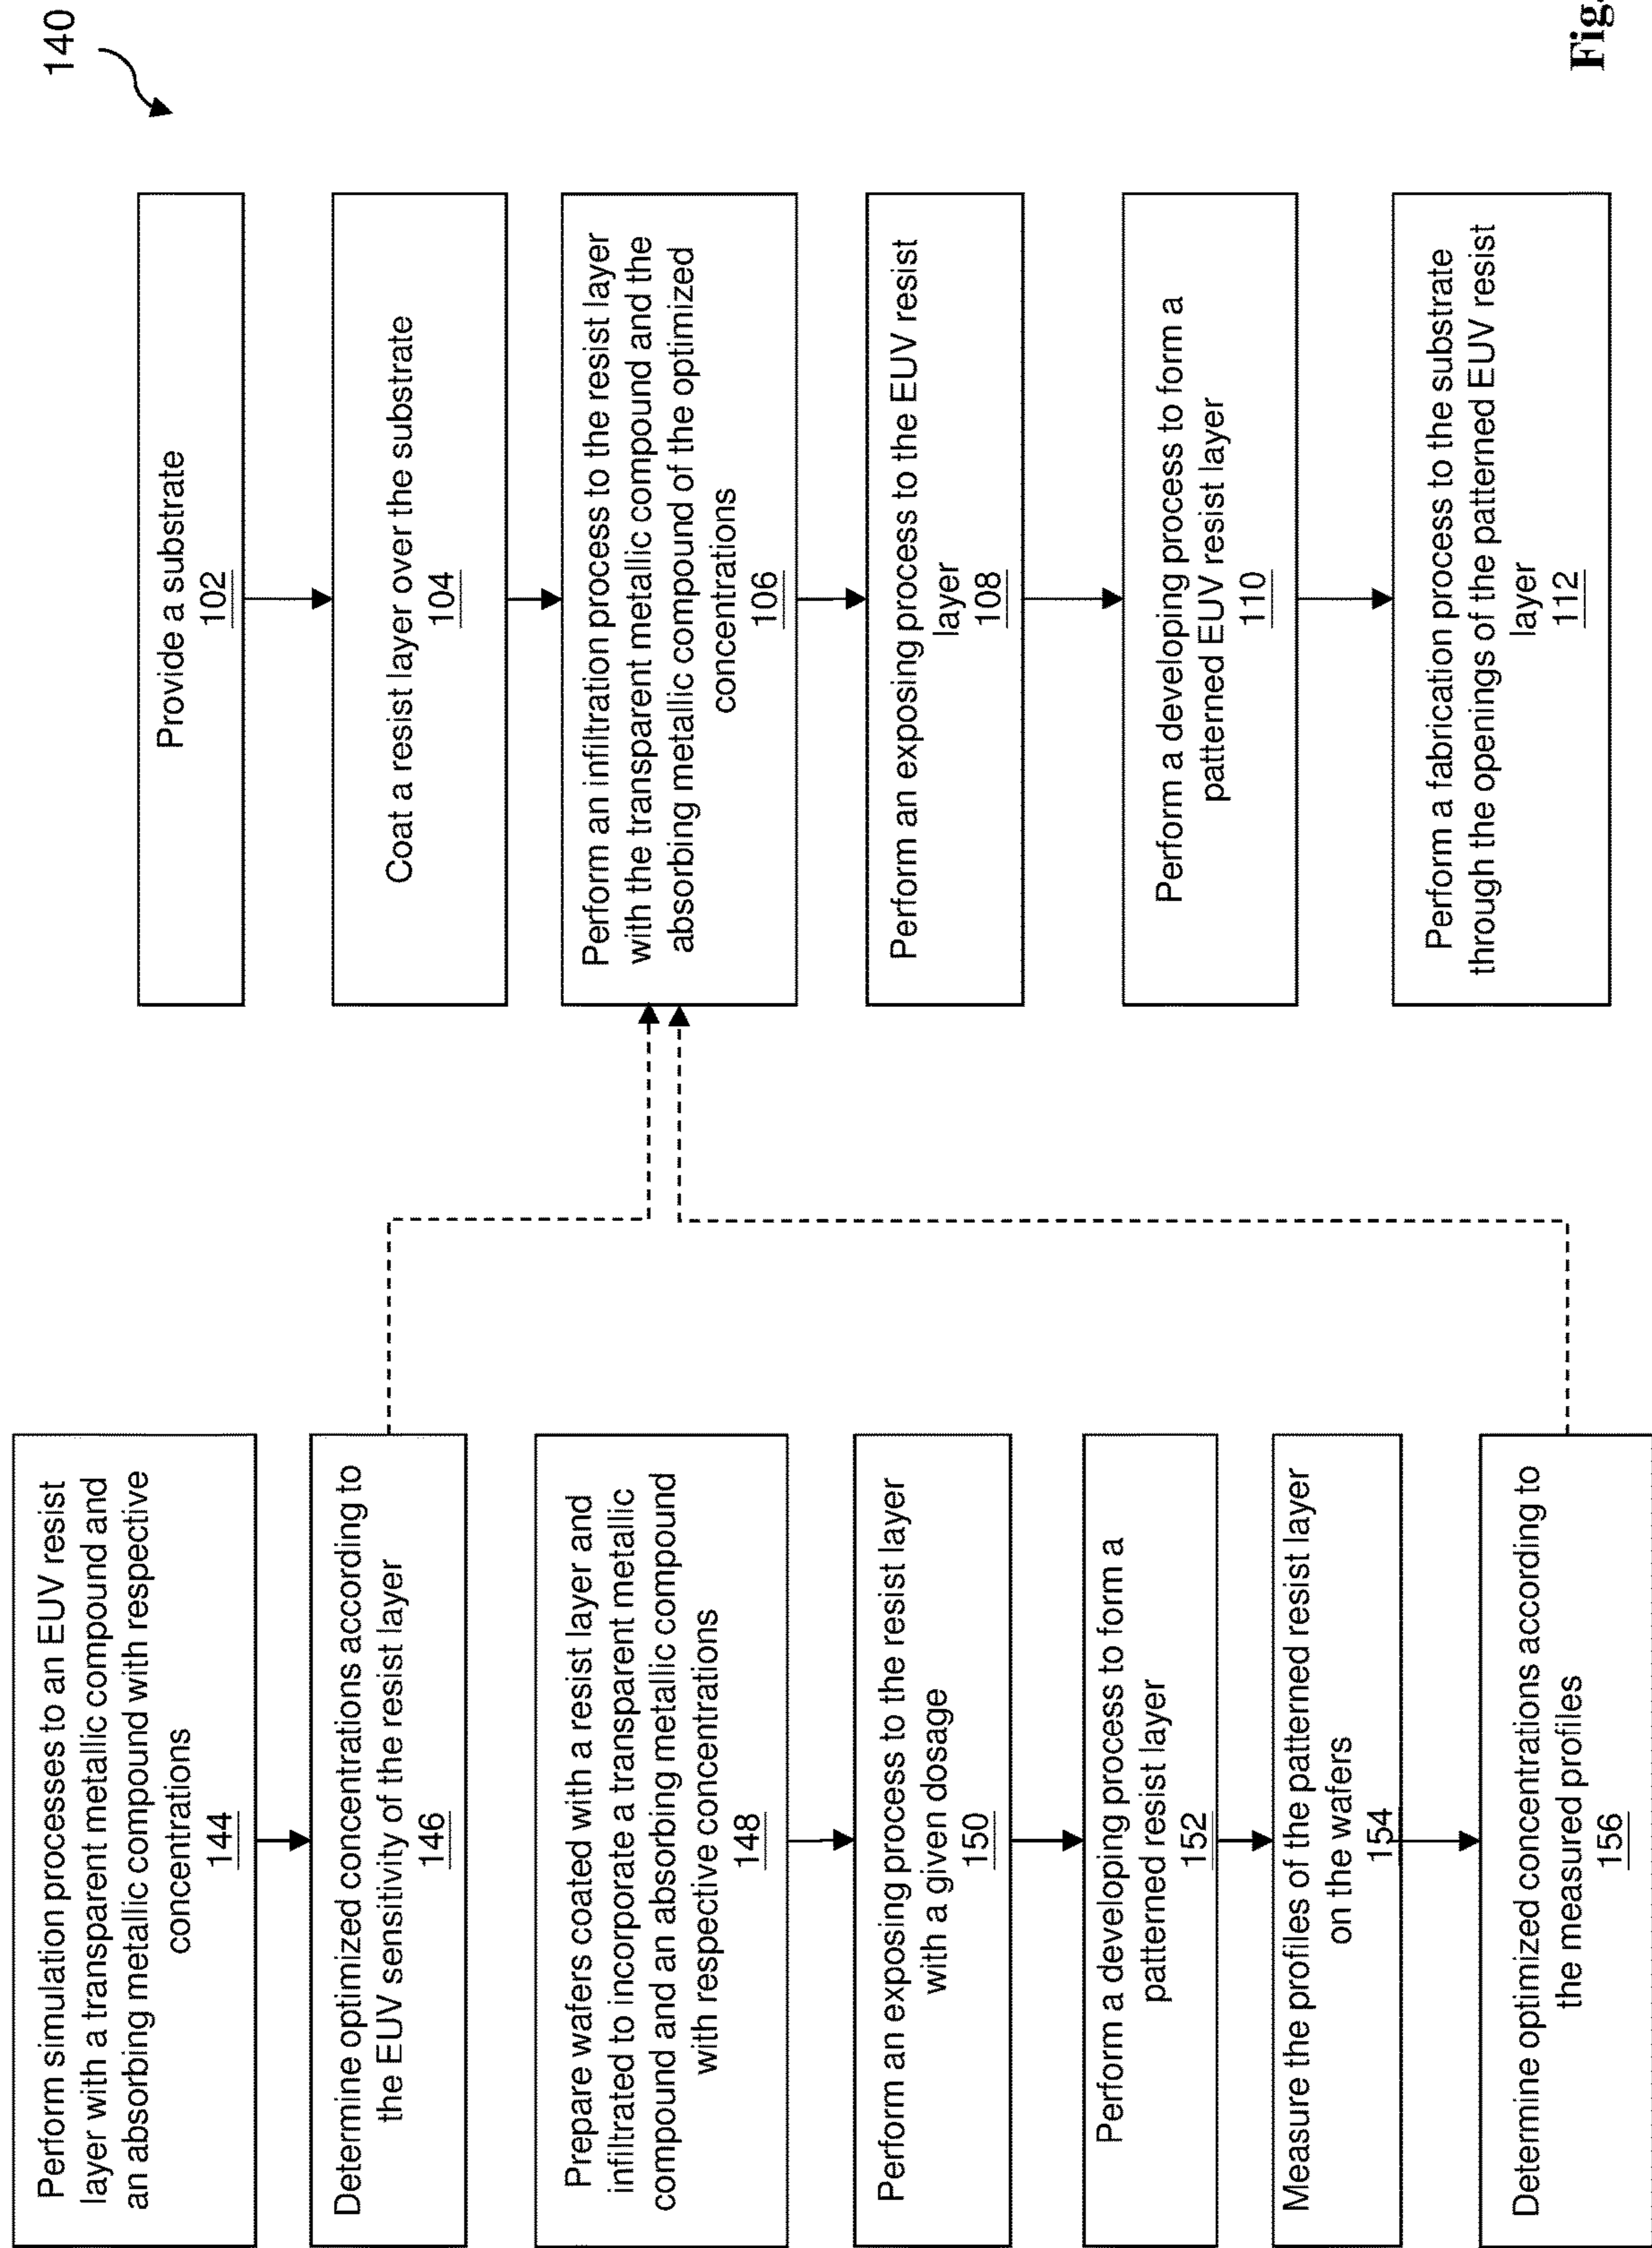 140
Perform simulation processes to an EUV resist
layer with a transparent metallic compound and
an absorbing metallic compound with respective
concentrations
144
Determine optimized concentrations according to
the EUV sensitivity of the resist layer
146
Prepare wafers coated with a resist layer and
infiltrated to incorporate a transparent metallic
compound and an absorbing metallic compound
with respective concentrations
148
Perform an exposing process to the resist layer
with a given dosage
150
Perform a developing process to form a
patterned resist layer
152
Measure the profiles of the patterned resist layer
on the wafers
154
Determine optimized concentrations according to
the measured profiles
156
Provide a substrate
102
Coat a resist layer over the substrate
104
Perform an infiltration process to the resist layer
with the transparent metallic compound and the
absorbing metallic compound of the optimized
concentrations
106
Perform an exposing process to the EUV resist
layer
108
Perform a developing process to form a
patterned EUV resist layer
110
Perform a fabrication process to the substrate
through the openings of the patterned EUV resist
layer
112
Fig.